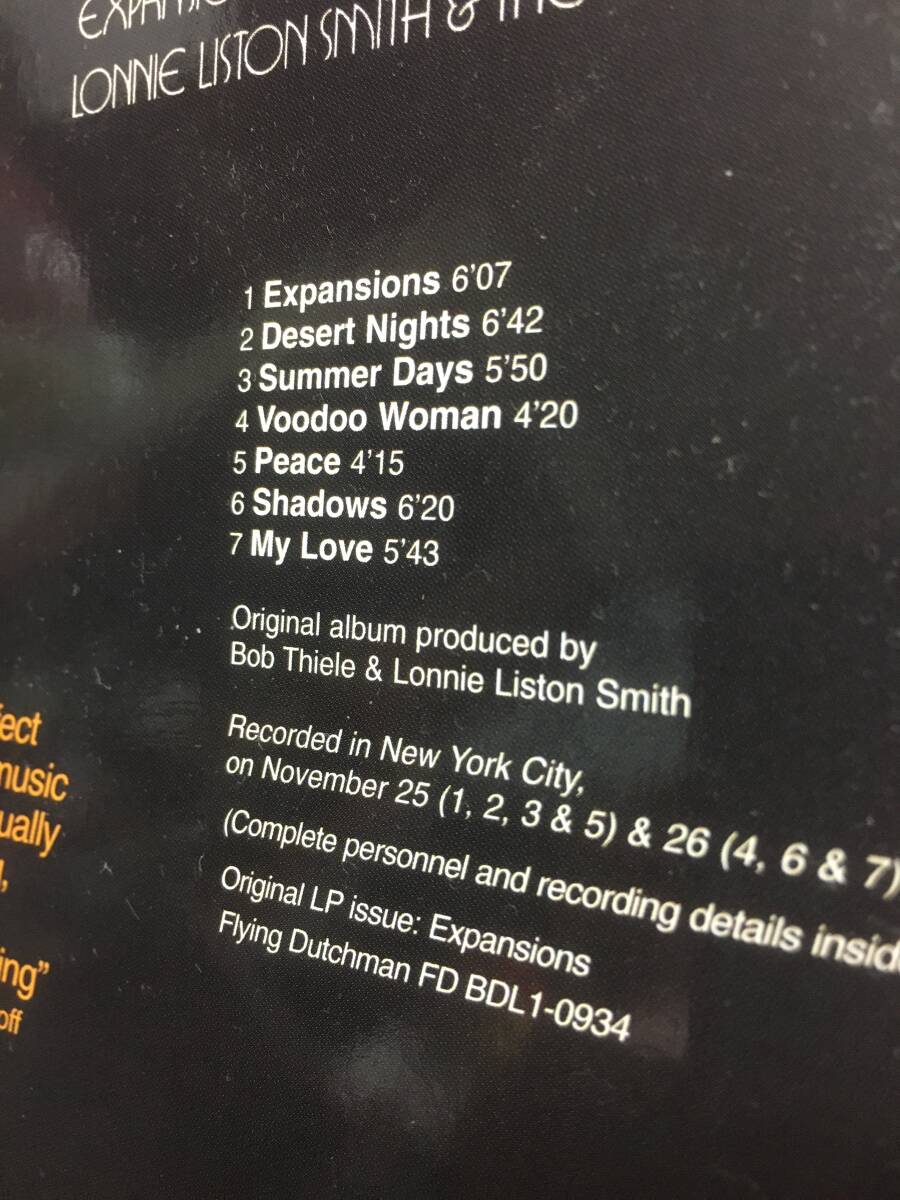 LONNIE LISTON SMITH &
1 Expansions 6'07
2 Desert Nights 6'42
3 Summer Days 5'50
4 Voodoo Woman 4'20
5 Peace 4'15
6 Shadows 6'20
7 My Love 5'43
Original album produced by
Bob Thiele & Lonnie Liston Smith
Recorded in New York City,
on November 25 (1, 2, 3 & 5) & 26 (4, 6 & 7)
(Complete personnel and recording details
Original LP issue: Expansions
Flying Dutchman FD BDL1-0934
music